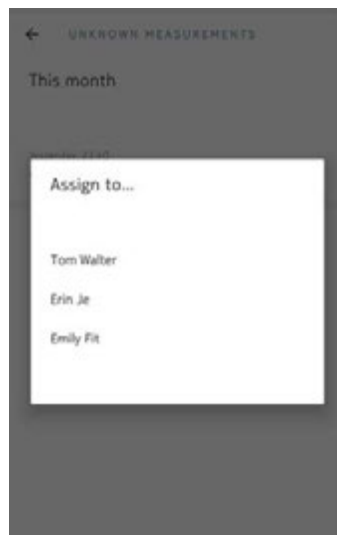 UNKNOWN MEASUREMENTS
This month
Assign to...
Tom Walter
Erin Je
Emily Fit